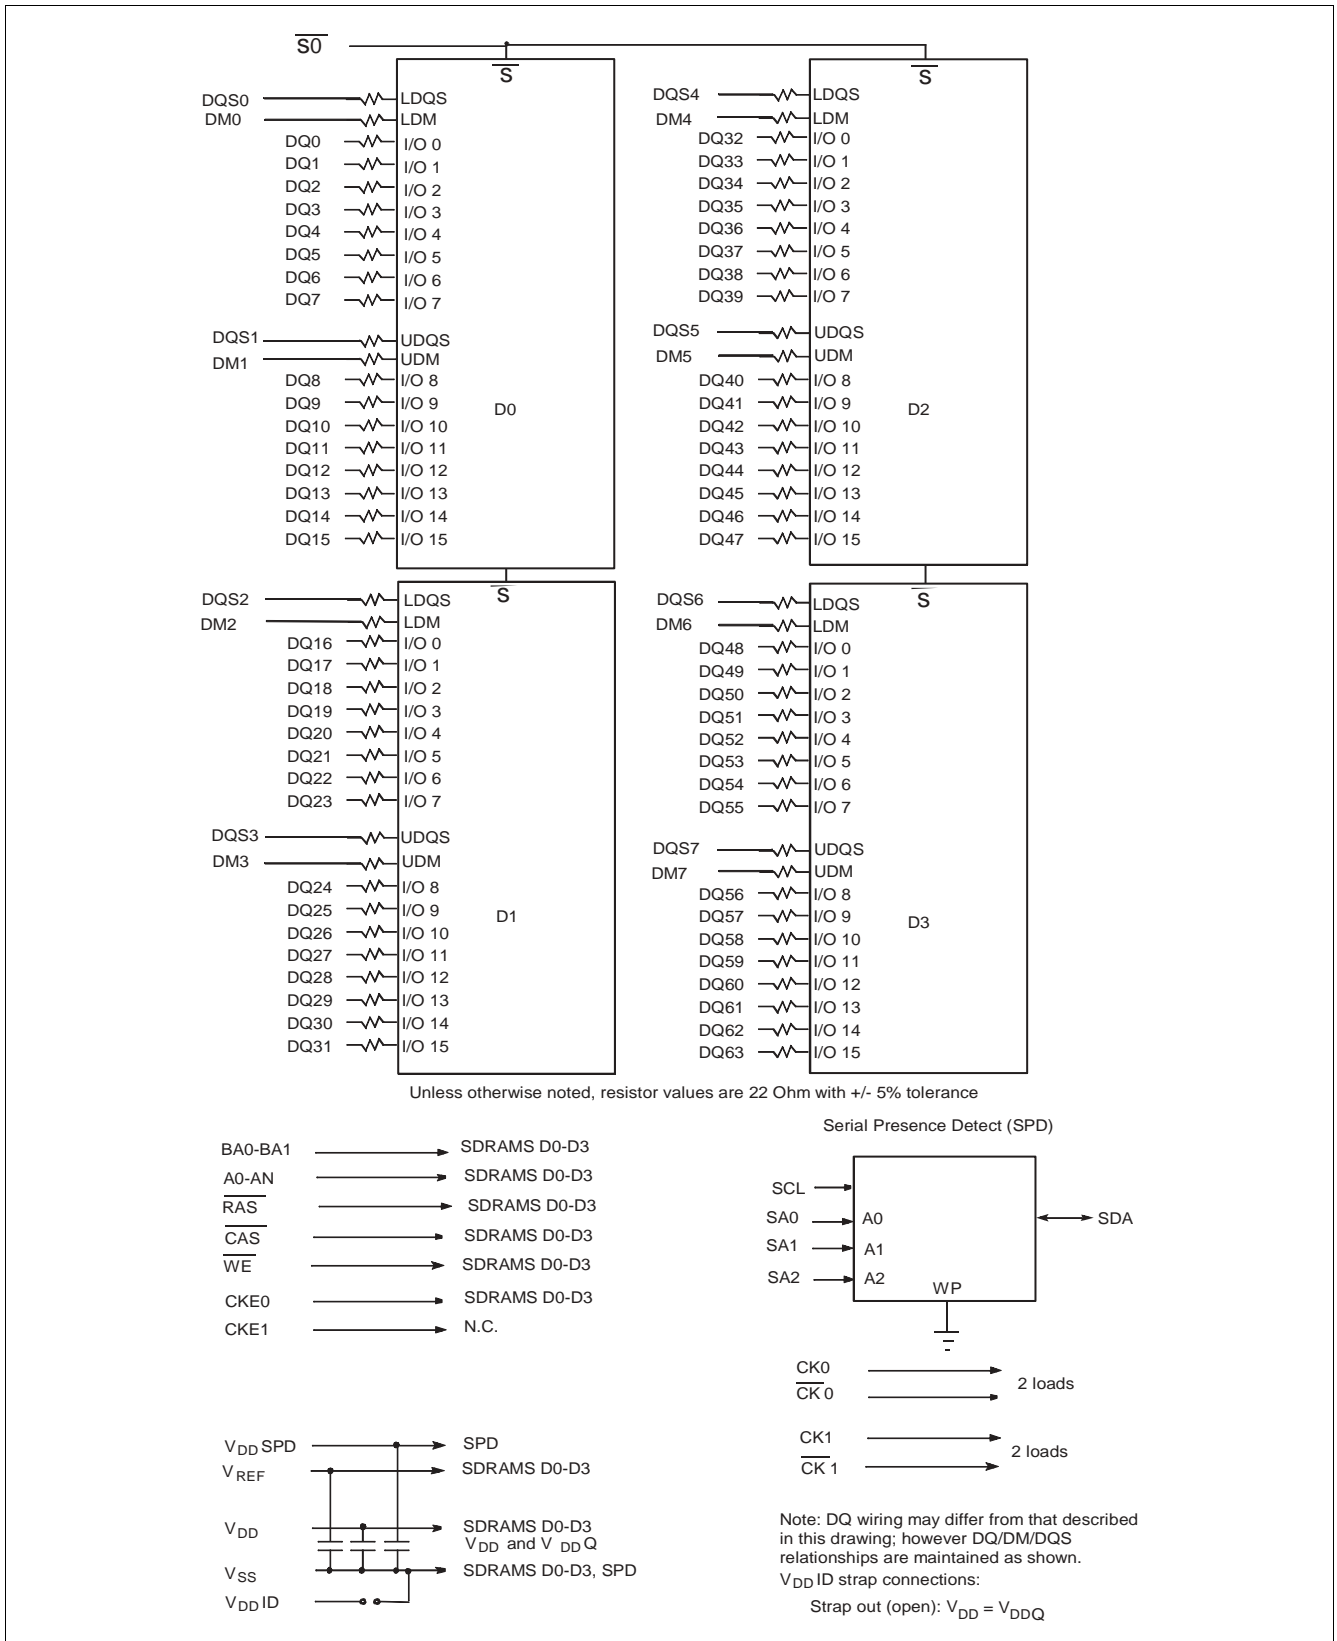 S0
S
DQS0 LDQS
DM0 LDM
DQ0 I/O 0
DQ1 I/O 1
DQ2 I/O 2
DQ3 I/O 3
DQ4 I/O 4
DQ5 I/O 5
DQ6 I/O 6
DQ7 I/O 7
DQS1 UDQS
DM1 UDM
DQ8 I/O 8
DQ9 I/O 9
DQ10 I/O 10
DQ11 I/O 11
DQ12 I/O 12
DQ13 I/O 13
DQ14 I/O 14
DQ15 I/O 15
D0
S
DQS4 LDQS
DM4 LDM
DQ32 I/O 0
DQ33 I/O 1
DQ34 I/O 2
DQ35 I/O 3
DQ36 I/O 4
DQ37 I/O 5
DQ38 I/O 6
DQ39 I/O 7
DQS5 UDQS
DM5 UDM
DQ40 I/O 8
DQ41 I/O 9
DQ42 I/O 10
DQ43 I/O 11
DQ44 I/O 12
DQ45 I/O 13
DQ46 I/O 14
DQ47 I/O 15
D2
S
DQS2 LDQS
DM2 LDM
DQ16 I/O 0
DQ17 I/O 1
DQ18 I/O 2
DQ19 I/O 3
DQ20 I/O 4
DQ21 I/O 5
DQ22 I/O 6
DQ23 I/O 7
DQS3 UDQS
DM3 UDM
DQ24 I/O 8
DQ25 I/O 9
DQ26 I/O 10
DQ27 I/O 11
DQ28 I/O 12
DQ29 I/O 13
DQ30 I/O 14
DQ31 I/O 15
D1
S
DQS6 LDQS
DM6 LDM
DQ48 I/O 0
DQ49 I/O 1
DQ50 I/O 2
DQ51 I/O 3
DQ52 I/O 4
DQ53 I/O 5
DQ54 I/O 6
DQ55 I/O 7
DQS7 UDQS
DM7 UDM
DQ56 I/O 8
DQ57 I/O 9
DQ58 I/O 10
DQ59 I/O 11
DQ60 I/O 12
DQ61 I/O 13
DQ62 I/O 14
DQ63 I/O 15
D3
Unless otherwise noted, resistor values are 22 Ohm with +/- 5% tolerance
BA0-BA1 SDRAMS D0-D3
A0-AN SDRAMS D0-D3
RAS SDRAMS D0-D3
CAS SDRAMS D0-D3
WE SDRAMS D0-D3
CKE0 SDRAMS D0-D3
CKE1 N.C.
Serial Presence Detect (SPD)
SCL
SA0 A0
SA1 A1
SA2 A2
WP
SDA
CK0
CK 0
2 loads
CK1
CK 1
2 loads
VDD SPD SPD
VREF SDRAMS D0-D3
VDD SDRAMS D0-D3
VDD and V DD Q
VSS SDRAMS D0-D3, SPD
VDD ID
Note: DQ wiring may differ from that described
in this drawing; however DQ/DM/DQS
relationships are maintained as shown.
VDD ID strap connections:
Strap out (open): VDD = VDDQ